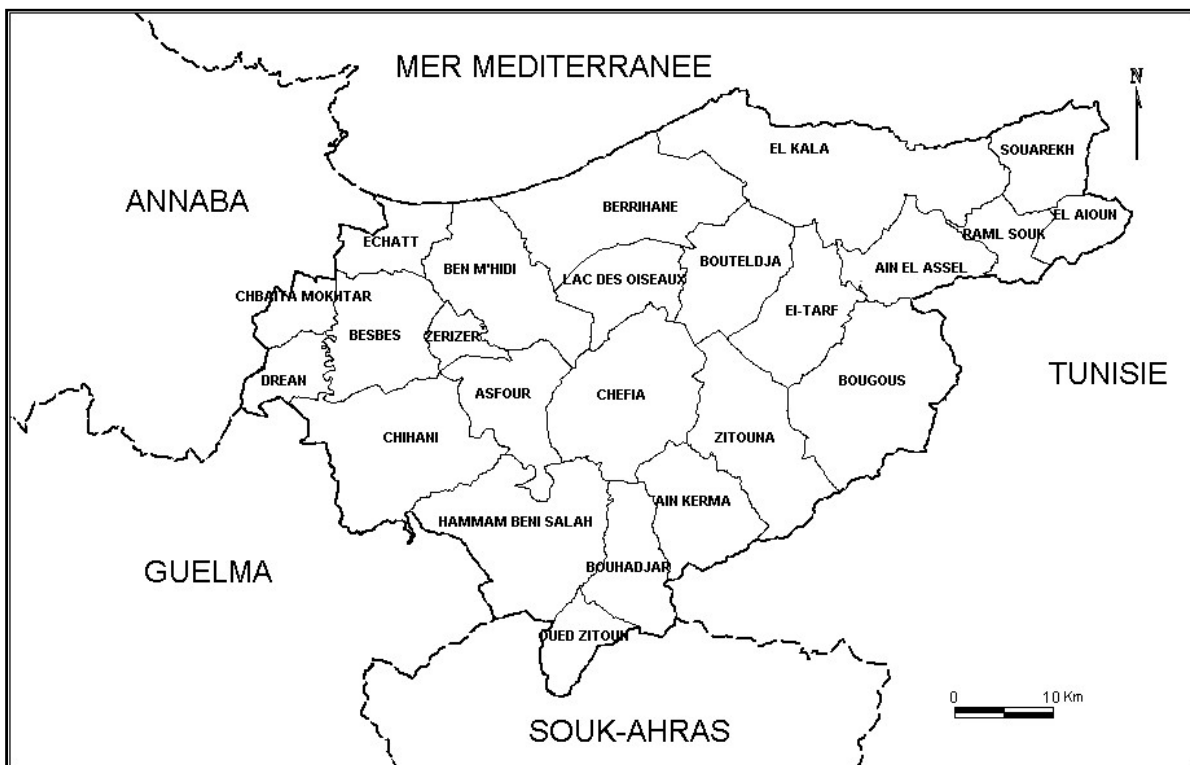 MER MEDITERRANEE
N
EL KALA
SOUAREKH
ANNABA
BERRIHANE
EL AIOUN
ECHATT
RAML SOUK
BEN M'HIDI
LAC DES OISEAUX
BOUTELDJA
AIN EL ASSEL
CHBAITA MOKHTAR
BESBES
ZERIZER
El-TARF
DREAN
ASFOUR
CHEFIA
BOUGOUS
TUNISIE
CHIHANI
ZITOUNA
AIN KERMA
HAMMAM BENI SALAH
GUELMA
BOUHADJAR
OUED ZITOUN
0 10 Km
SOUK-AHRAS